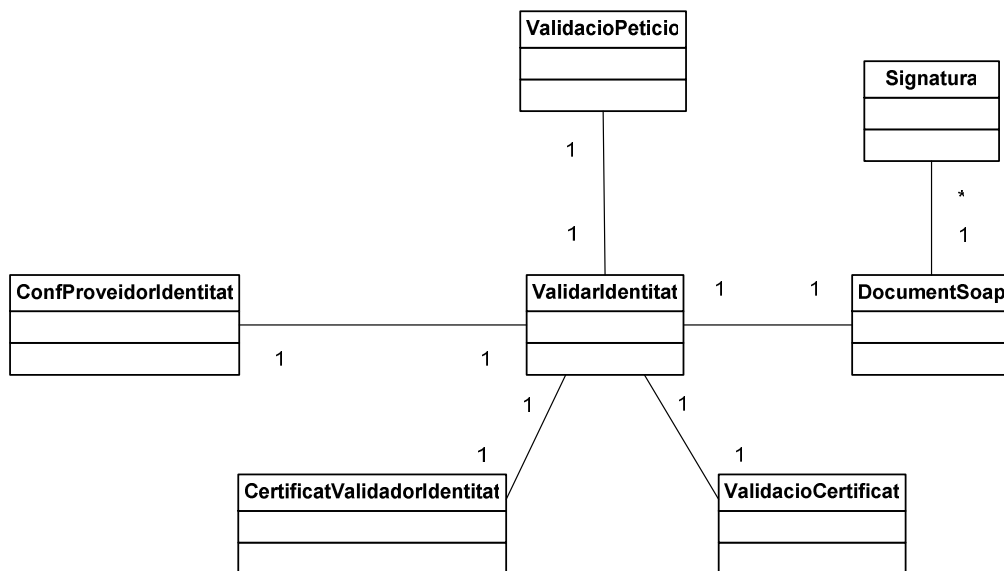 ValidacioPeticio
Signatura
1
*
1
1
ConfProveidorIdentitat
ValidarIdentitat
1
1
DocumentSoap
1
1
1
1
1
1
CertificatValidadorIdentitat
ValidacioCertificat